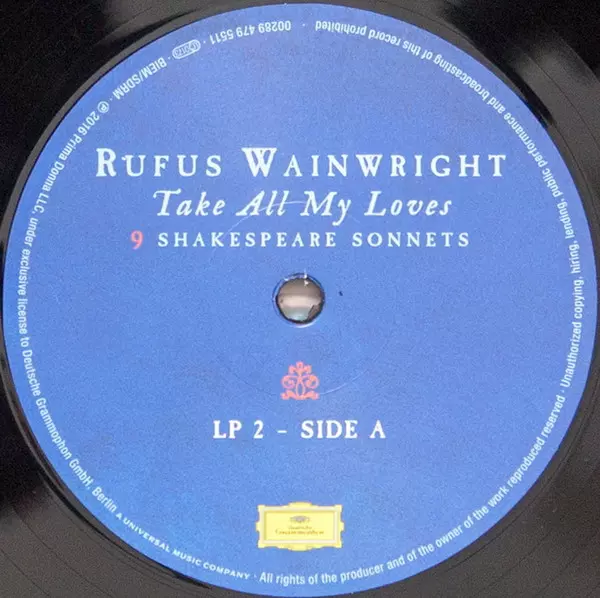 RUFUS WAINWRIGHT
Take All My Loves
9 SHAKESPEARE SONNETS
LP 2 – SIDE A
Deutsche
Grammophon
00289 479 5511 · BIEM/SDRM · ℗ 2016 Prima Donna LLC, under exclusive license to Deutsche Grammophon GmbH, Berlin
A UNIVERSAL MUSIC COMPANY · All rights of the producer and of the owner of the work reproduced reserved · Unauthorized copying, hiring, lending, public performance and broadcasting of this record prohibited